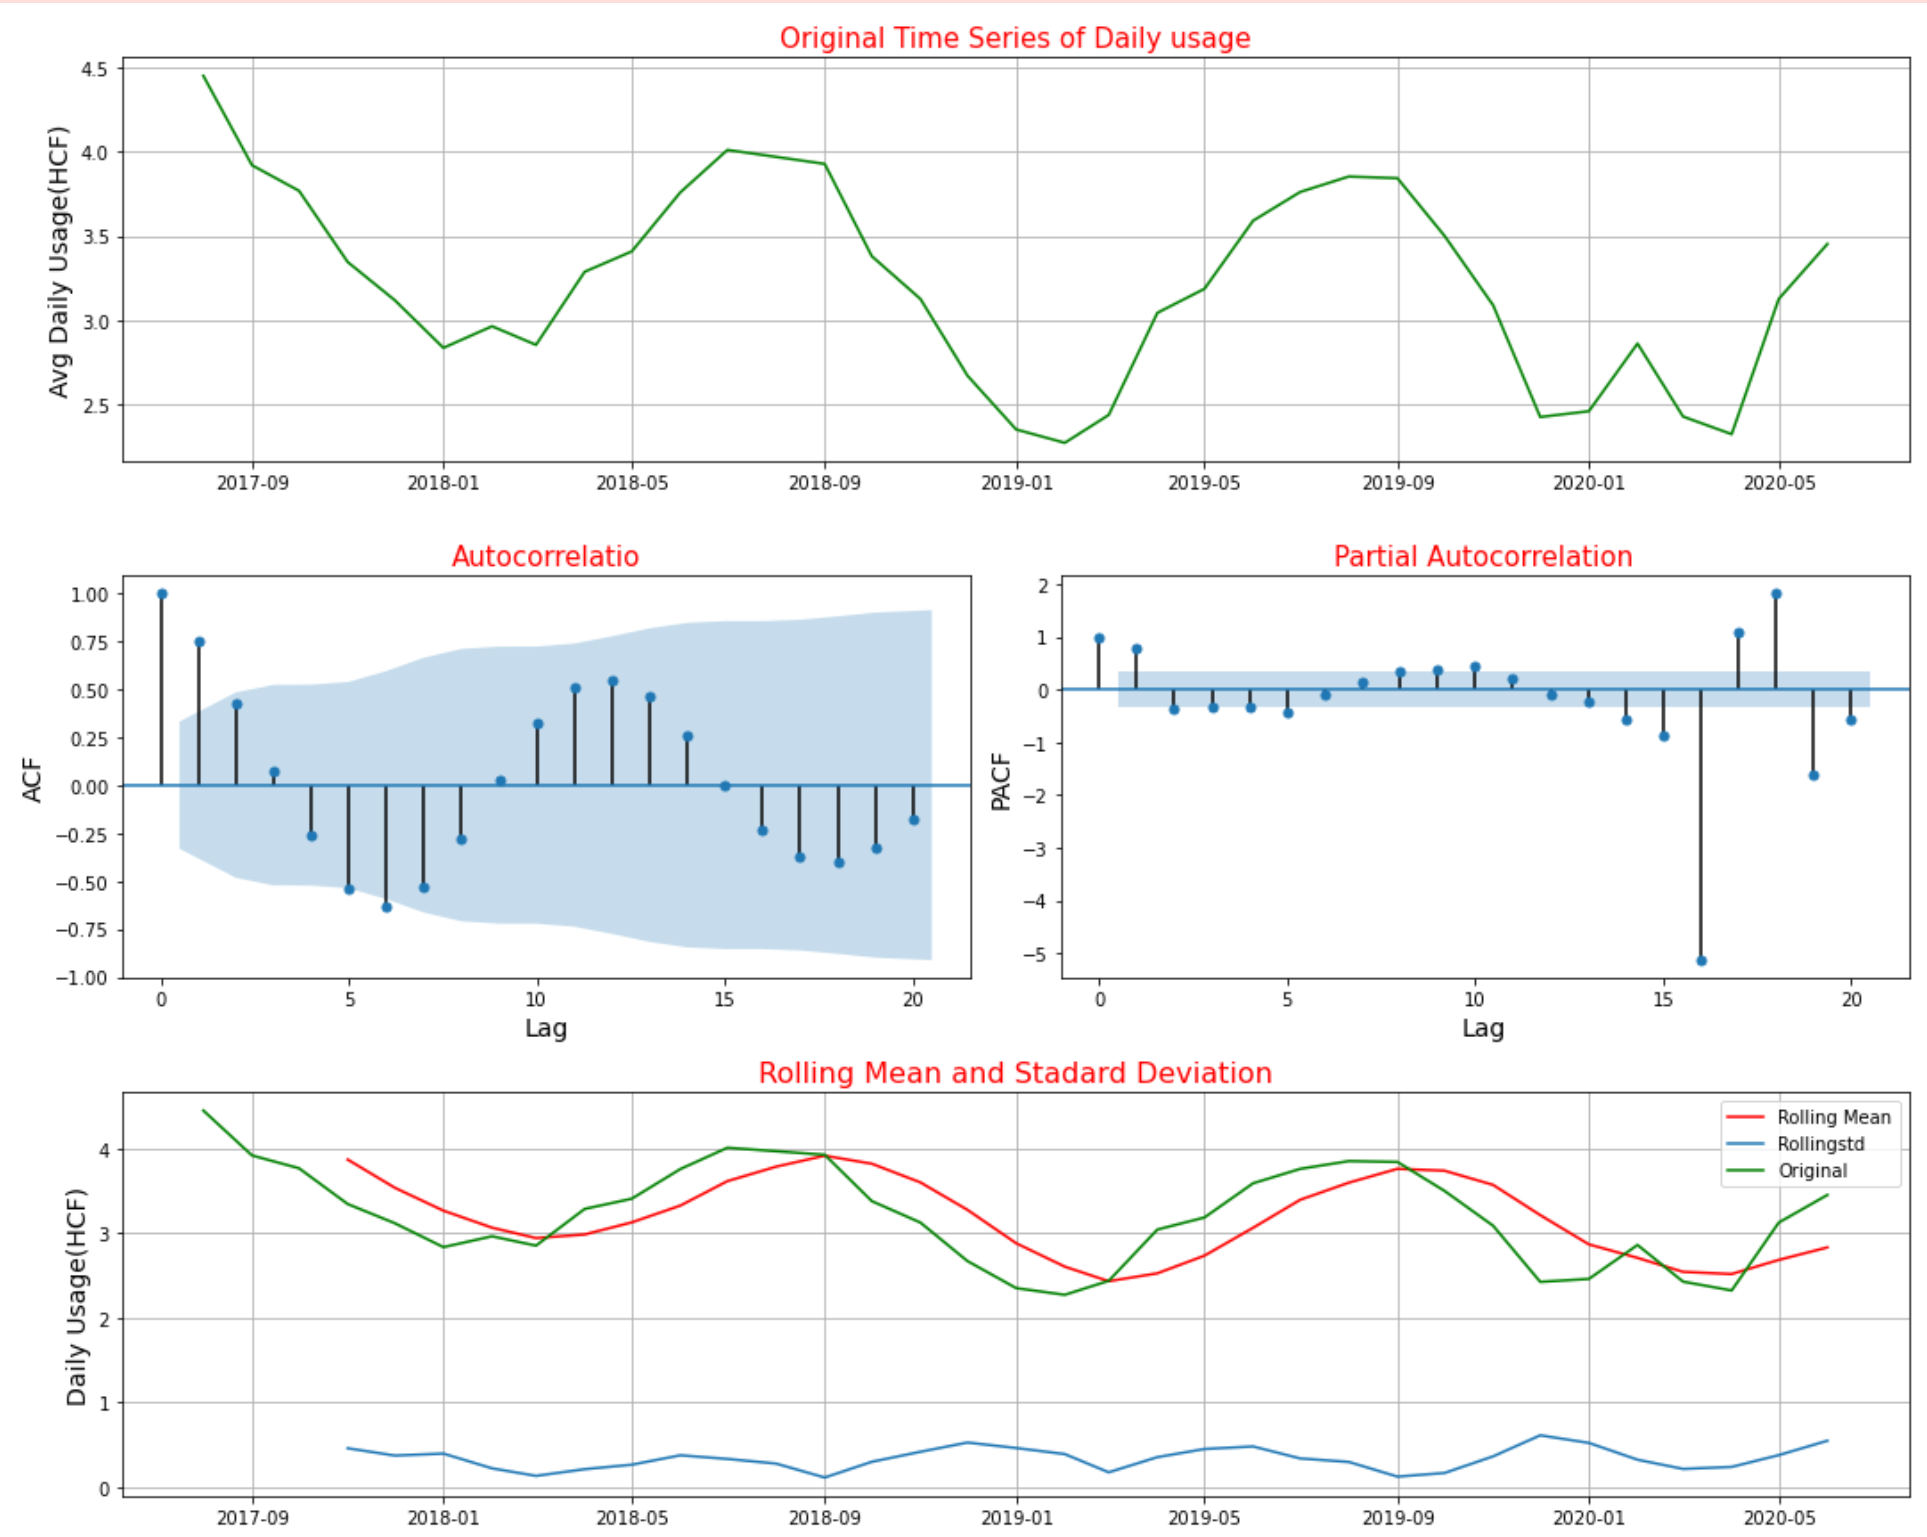 Original Time Series of Daily usage
Avg Daily Usage(HCF)
4.5
4.0
3.5
3.0
2.5
2017-09 2018-01 2018-05 2018-09 2019-01 2019-05 2019-09 2020-01 2020-05
Autocorrelatio
ACF
1.00
0.75
0.50
0.25
0.00
−0.25
−0.50
−0.75
−1.00
0 5 10 15 20
Lag
Partial Autocorrelation
PACF
2
1
0
−1
−2
−3
−4
−5
0 5 10 15 20
Lag
Rolling Mean and Stadard Deviation
Daily Usage(HCF)
4
3
2
1
0
Rolling Mean
Rollingstd
Original
2017-09 2018-01 2018-05 2018-09 2019-01 2019-05 2019-09 2020-01 2020-05